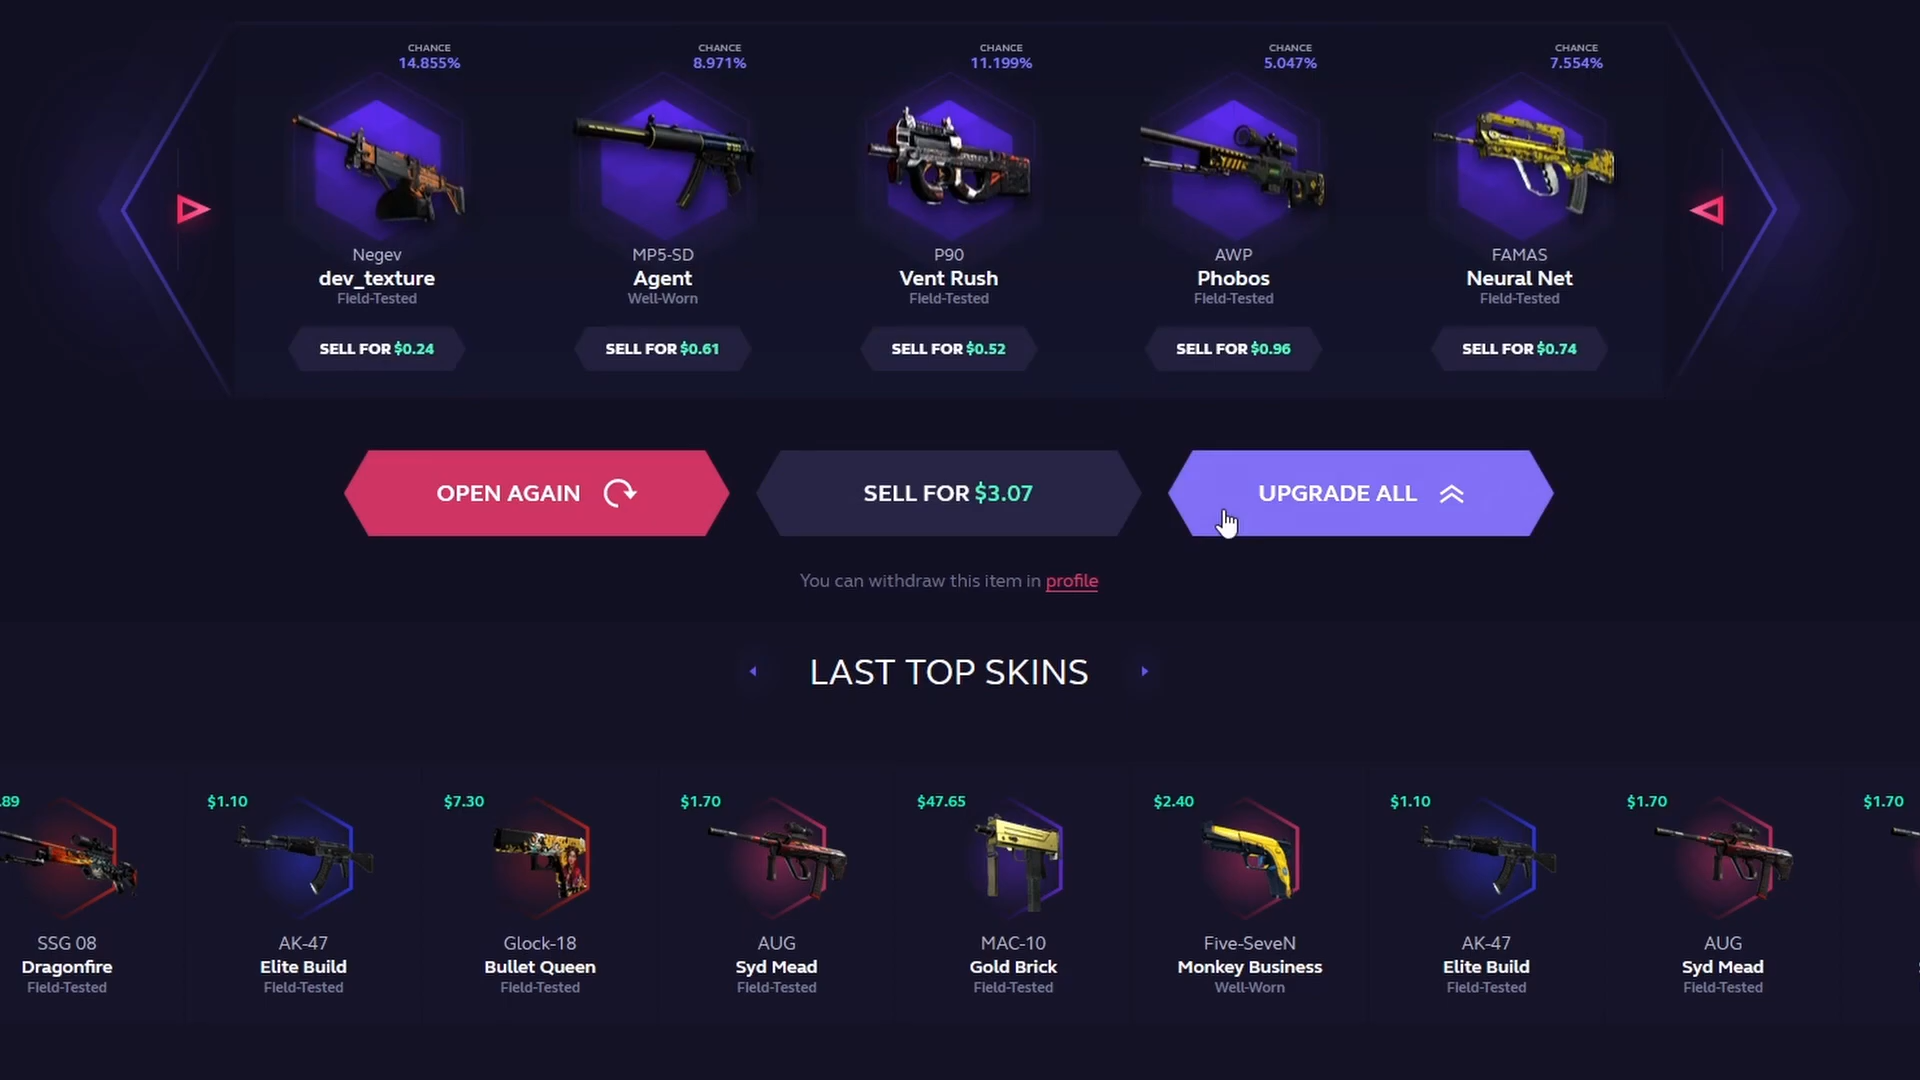 CHANCE
14.855%
CHANCE
8.971%
CHANCE
11.199%
CHANCE
5.047%
CHANCE
7.554%
Negev
dev_texture
Field-Tested
SELL FOR $0.24
MP5-SD
Agent
Well-Worn
SELL FOR $0.61
P90
Vent Rush
Field-Tested
SELL FOR $0.52
AWP
Phobos
Field-Tested
SELL FOR $0.96
FAMAS
Neural Net
Field-Tested
SELL FOR $0.74
OPEN AGAIN
SELL FOR $3.07
UPGRADE ALL
You can withdraw this item in profile
LAST TOP SKINS
.89
SSG 08
Dragonfire
Field-Tested
$1.10
AK-47
Elite Build
Field-Tested
$7.30
Glock-18
Bullet Queen
Field-Tested
$1.70
AUG
Syd Mead
Field-Tested
$47.65
MAC-10
Gold Brick
Field-Tested
$2.40
Five-SeveN
Monkey Business
Well-Worn
$1.10
AK-47
Elite Build
Field-Tested
$1.70
AUG
Syd Mead
Field-Tested
$1.70